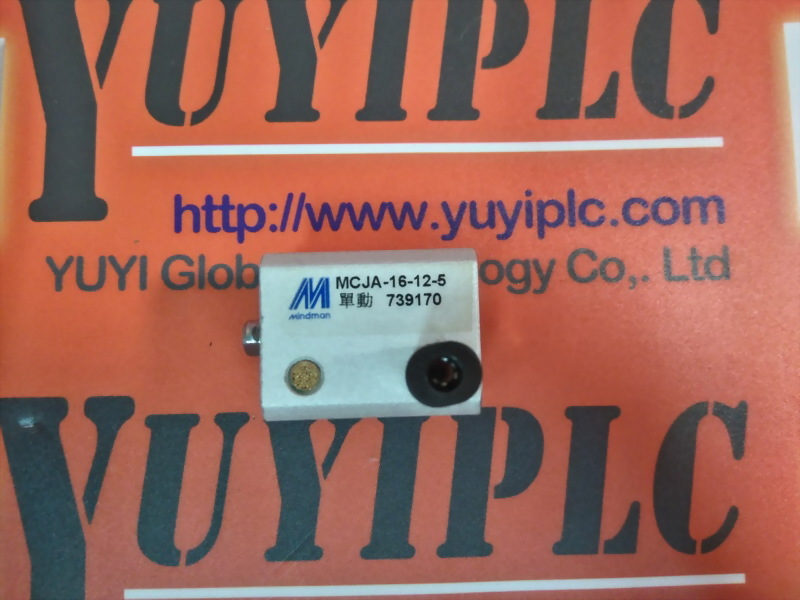 YUYIPLC
http://www.yuyiplc.com
YUYI Glob ogy Co,. Ltd
MCJA-16-12-5
單動 739170
mindman
YUYIPLC